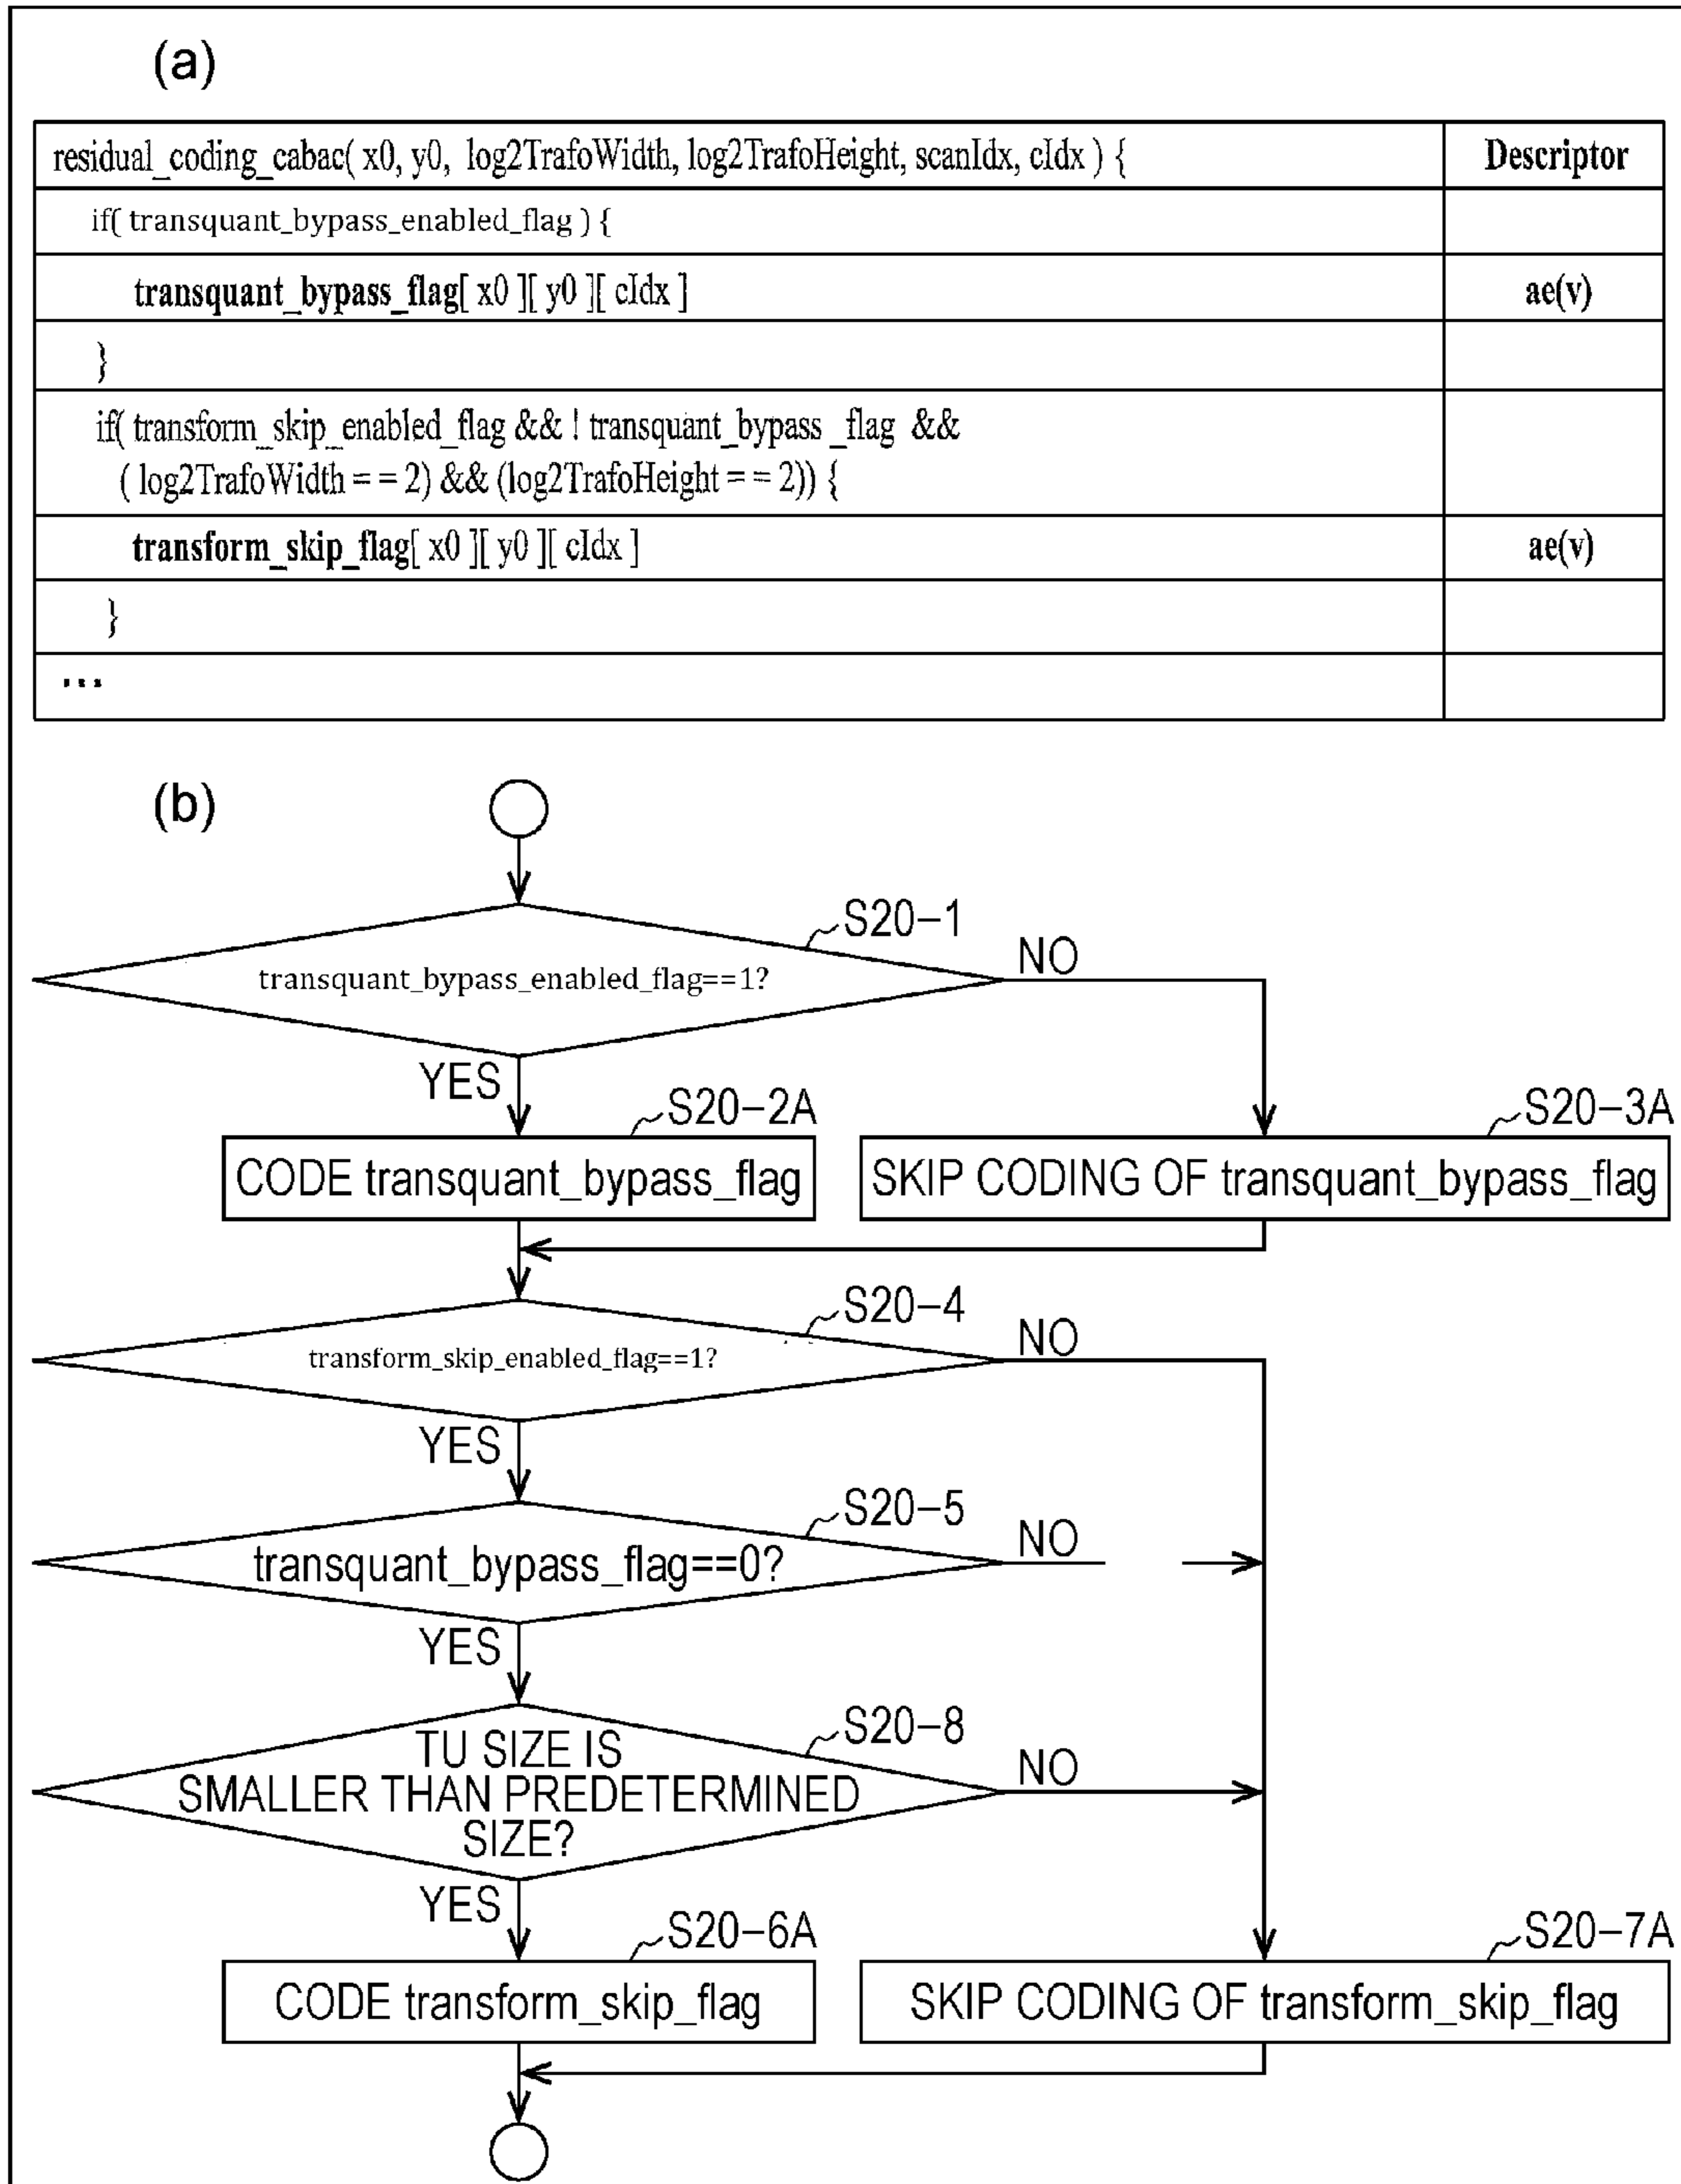 (a)
residual_coding_cabac( x0, y0, log2TrafoWidth, log2TrafoHeight, scanIdx, cIdx ) { Descriptor
if( transquant_bypass_enabled_flag ) {
transquant_bypass_flag[ x0 ][ y0 ][ cIdx ] ae(v)
}
if( transform_skip_enabled_flag && ! transquant_bypass _flag &&
( log2TrafoWidth = = 2) && (log2TrafoHeight = = 2)) {
transform_skip_flag[ x0 ][ y0 ][ cIdx ] ae(v)
}
...
(b)
S20-1
transquant_bypass_enabled_flag==1?
NO
YES
S20-2A
CODE transquant_bypass_flag
S20-3A
SKIP CODING OF transquant_bypass_flag
S20-4
transform_skip_enabled_flag==1?
NO
YES
S20-5
transquant_bypass_flag==0?
NO
YES
S20-8
TU SIZE IS
SMALLER THAN PREDETERMINED
SIZE?
NO
YES
S20-6A
CODE transform_skip_flag
S20-7A
SKIP CODING OF transform_skip_flag